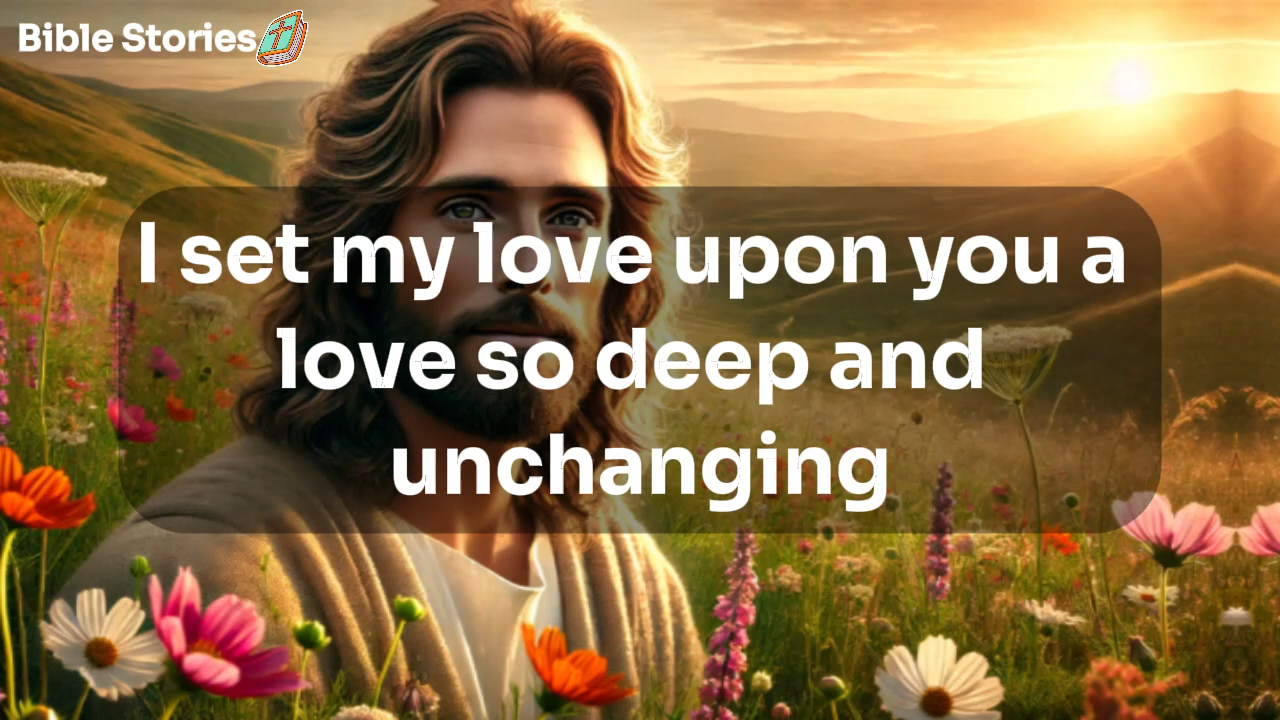 Bible Stories
I set my love upon you a
love so deep and
unchanging